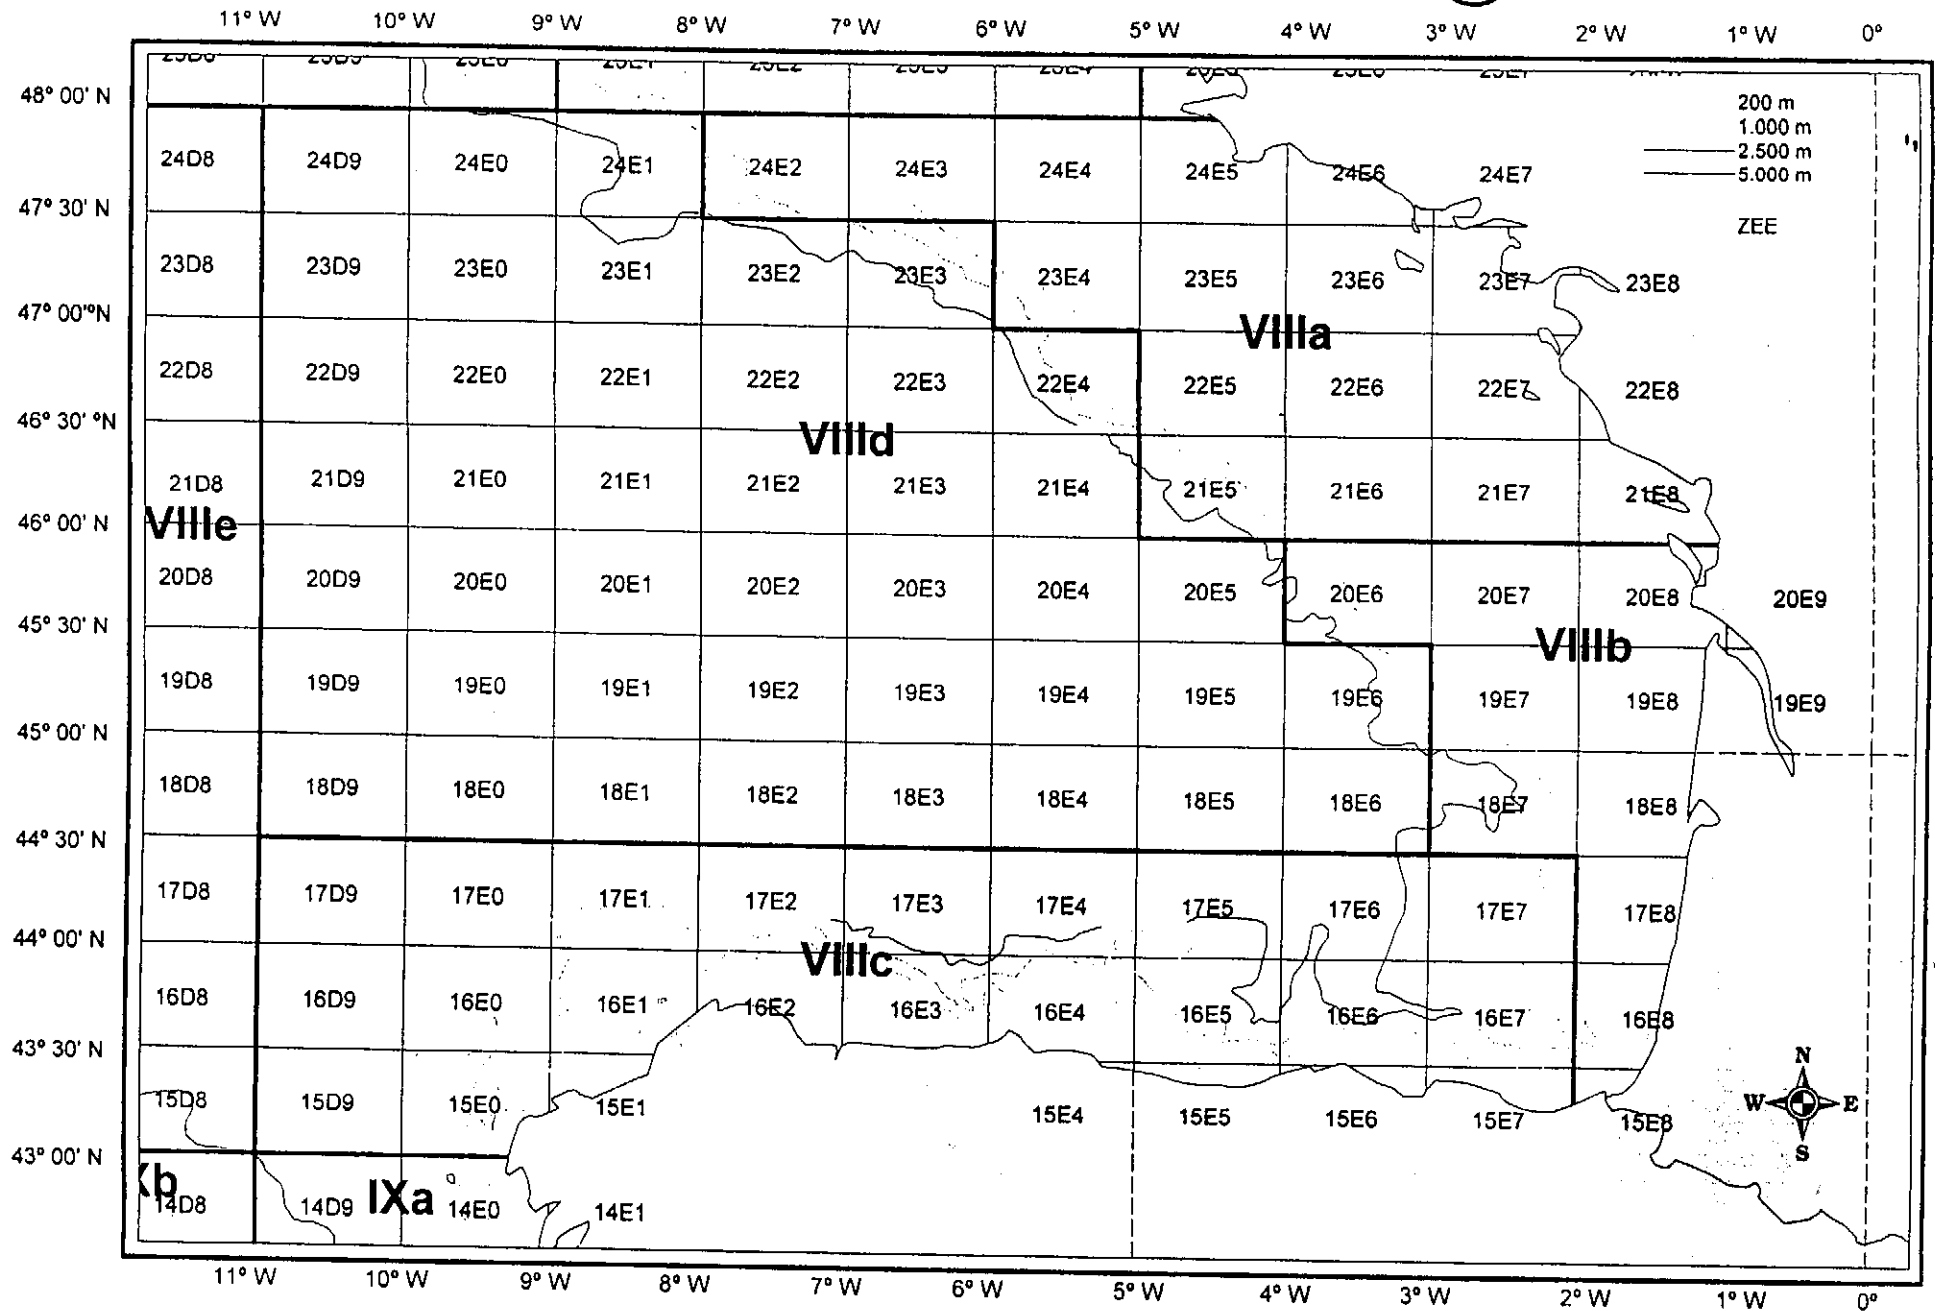 11° W 10° W 9° W 8° W 7° W 6° W 5° W 4° W 3° W 2° W 1° W 0°
48° 00' N
200 m
1.000 m
2.500 m
5.000 m
24D8 24D9 24E0 24E1 24E2 24E3 24E4 24E5 24E6 24E7
47° 30' N
ZEE
23D8 23D9 23E0 23E1 23E2 23E3 23E4 23E5 23E6 23E7 23E8
47° 00'°N
VIIIa
22D8 22D9 22E0 22E1 22E2 22E3 22E4 22E5 22E6 22E7 22E8
46° 30' °N
VIIId
21D8 21D9 21E0 21E1 21E2 21E3 21E4 21E5 21E6 21E7 21E8
46° 00' N
VIIIe
20D8 20D9 20E0 20E1 20E2 20E3 20E4 20E5 20E6 20E7 20E8 20E9
45° 30' N
VIIIb
19D8 19D9 19E0 19E1 19E2 19E3 19E4 19E5 19E6 19E7 19E8 19E9
45° 00' N
18D8 18D9 18E0 18E1 18E2 18E3 18E4 18E5 18E6 18E7 18E8
44° 30' N
17D8 17D9 17E0 17E1 17E2 17E3 17E4 17E5 17E6 17E7 17E8
44° 00' N
VIIIc
16D8 16D9 16E0 16E1 16E2 16E3 16E4 16E5 16E6 16E7 16E8
43° 30' N
N
W E
S
15D8 15D9 15E0 15E1 15E4 15E5 15E6 15E7 15E8
43° 00' N
Xb
IXa
14D8 14D9 14E0 14E1
11° W 10° W 9° W 8° W 7° W 6° W 5° W 4° W 3° W 2° W 1° W 0°